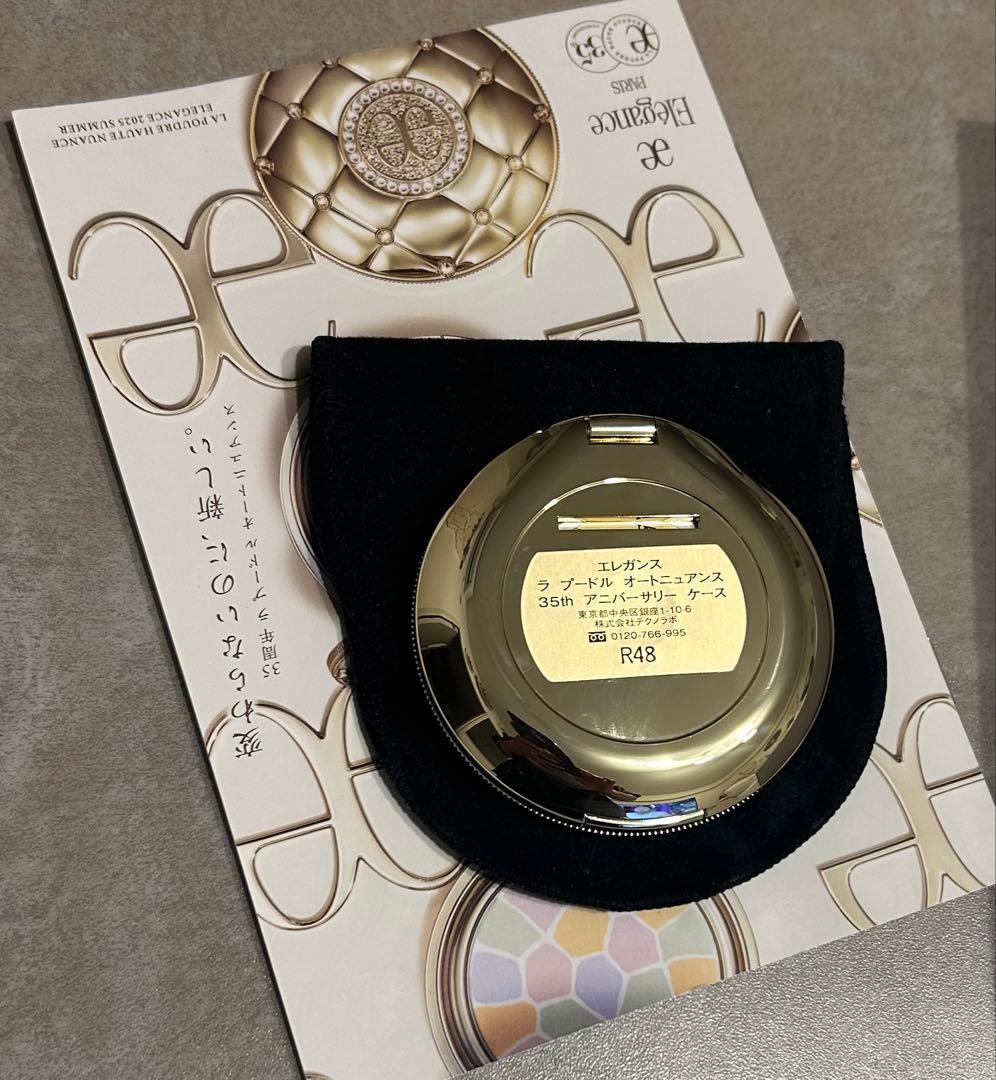 LA POUDRE HAUTE NUANCE
ELEGANCE 2025 SUMMER
35
Elégance
PARIS
変わらないのに、新しい。
35周年 ラ プードル オートニュアンス
エレガンス
ラ プードル オートニュアンス
35th アニバーサリー ケース
東京都中央区銀座1-10-6
株式会社テクノラボ
0120-766-995
R48